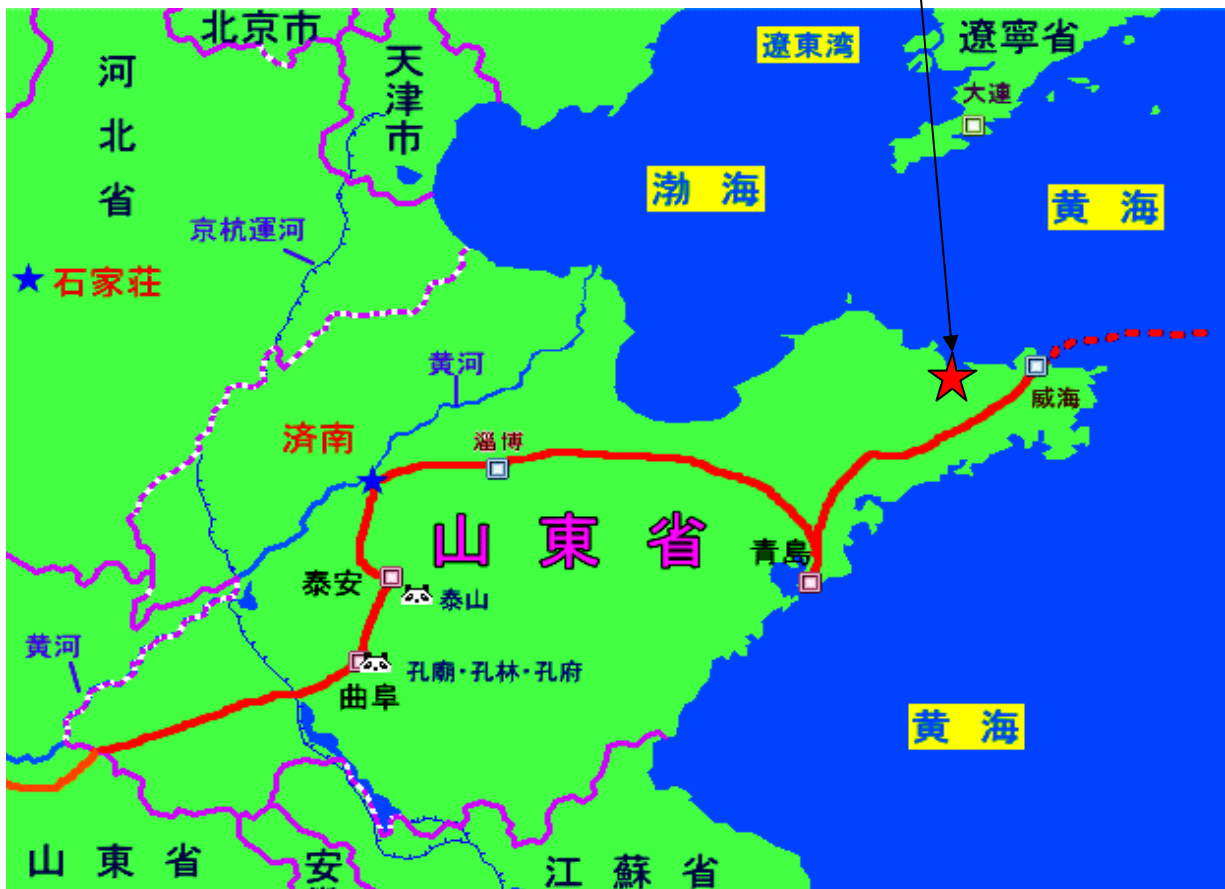 北京市
遼東湾
遼寧省
河北省
天津市
大連
渤海
黄海
京杭運河
石家荘
黄河
威海
済南
淄博
山東省
青島
泰安
泰山
黄河
孔廟・孔林・孔府
曲阜
黄海
山東省
安
江蘇省